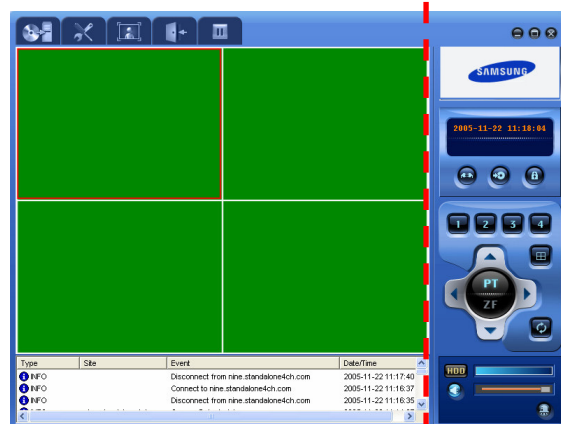 SAMSUNG
2005-11-22 11:18:04
1 2 3 4
PT
ZF
Type Site Event Date/Time
INFO Disconnect from nine.standalone4ch.com 2005-11-22 11:17:40
INFO Connect to nine.standalone4ch.com 2005-11-22 11:16:37
INFO Disconnect from nine.standalone4ch.com 2005-11-22 11:16:35
HDD